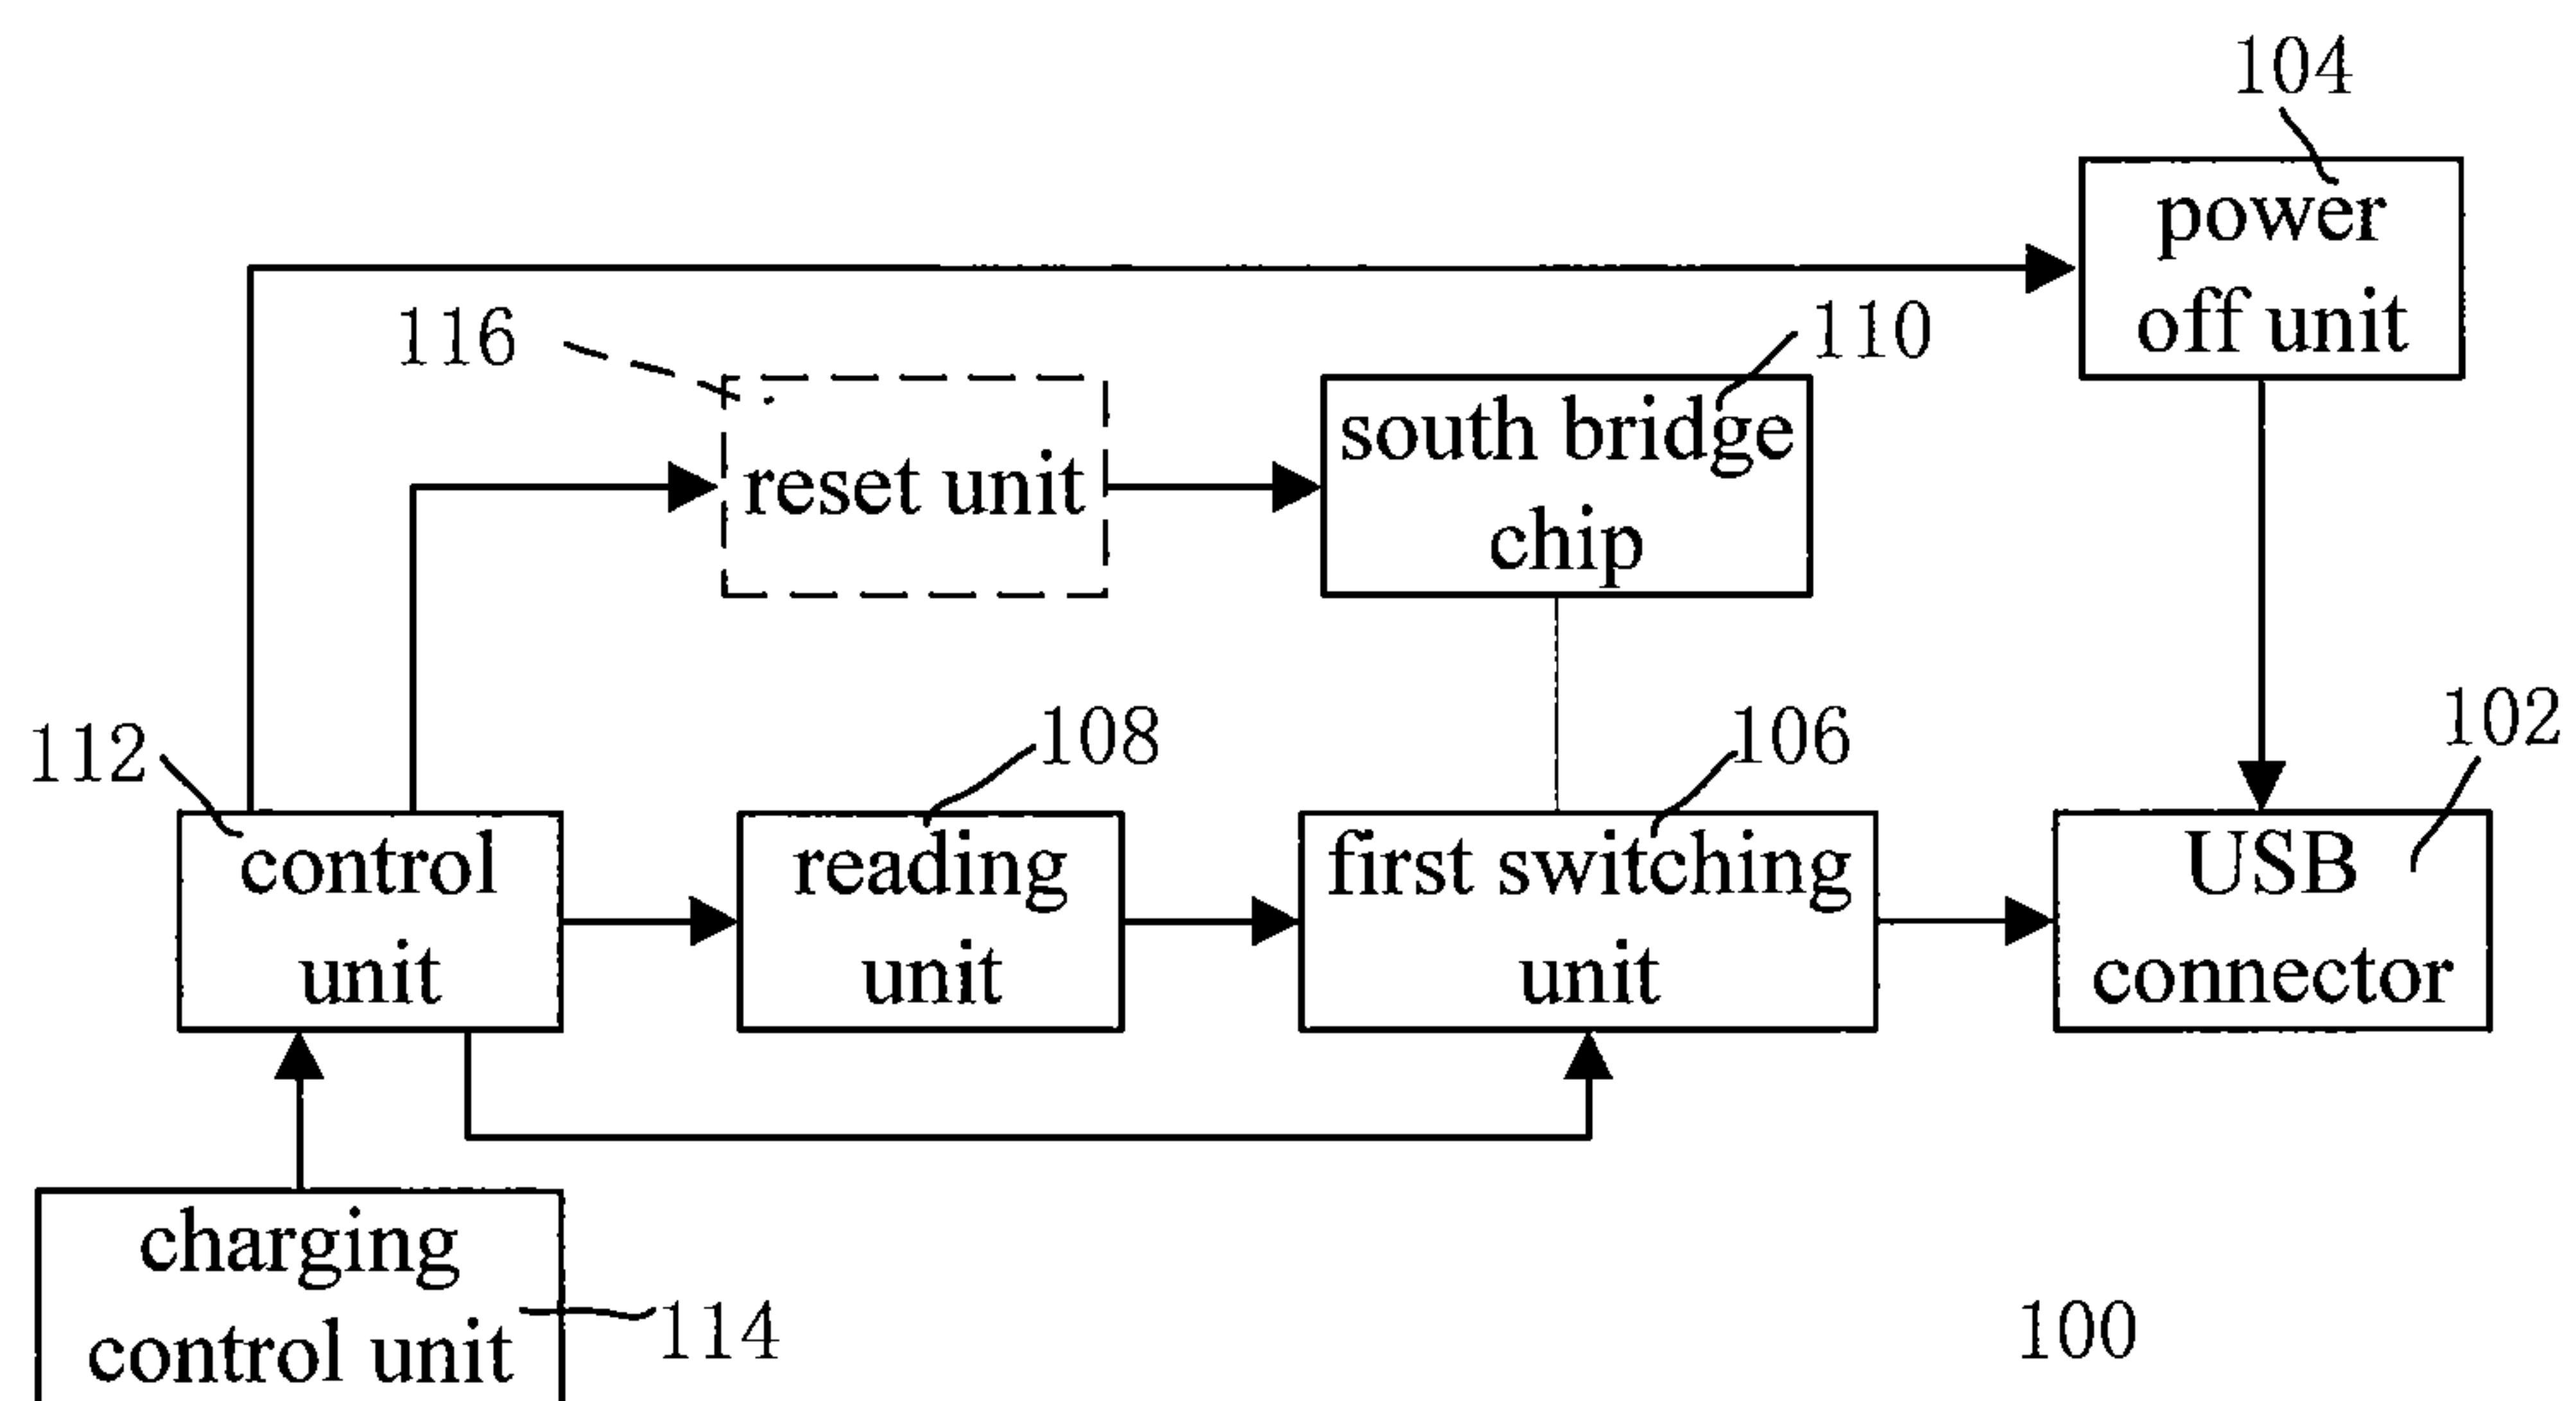 104
power
off unit
116
110
reset unit
south bridge
chip
112
108
106
102
control
unit
reading
unit
first switching
unit
USB
connector
charging
control unit
114
100